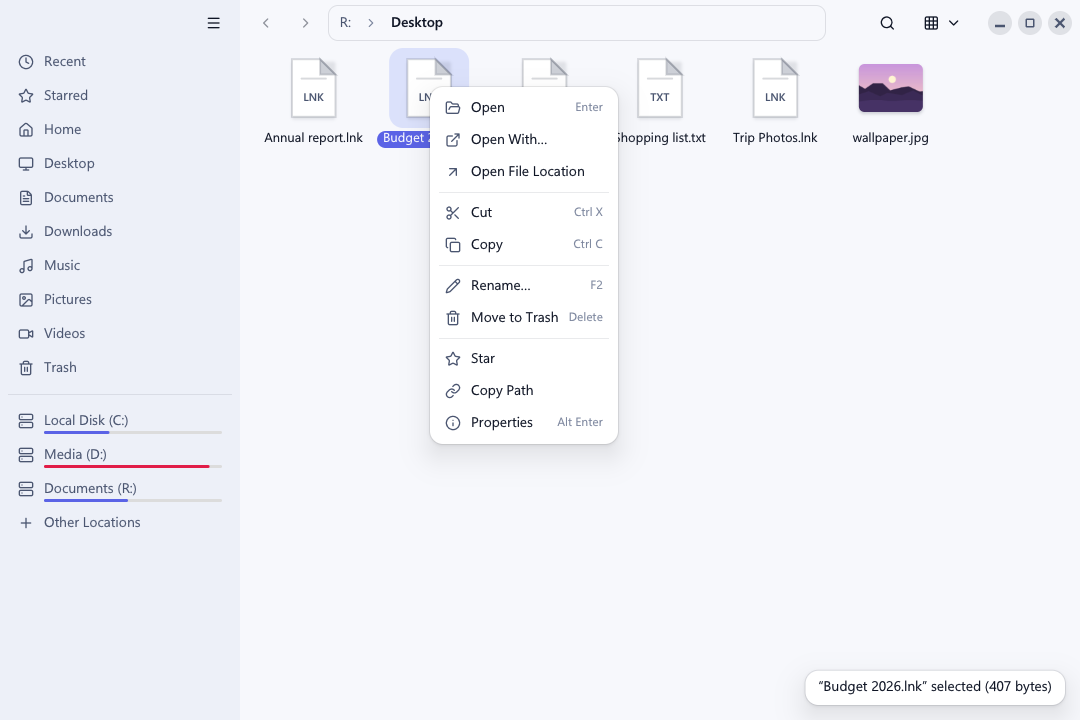 R:
Desktop
Recent
Starred
Home
Desktop
Documents
Downloads
Music
Pictures
Videos
Trash
Local Disk (C:)
Media (D:)
Documents (R:)
Other Locations
LNK
LN
TXT
LNK
Annual report.lnk
Budget
Shopping list.txt
Trip Photos.lnk
wallpaper.jpg
Open Enter
Open With...
Open File Location
Cut Ctrl X
Copy Ctrl C
Rename... F2
Move to Trash Delete
Star
Copy Path
Properties Alt Enter
“Budget 2026.lnk” selected (407 bytes)